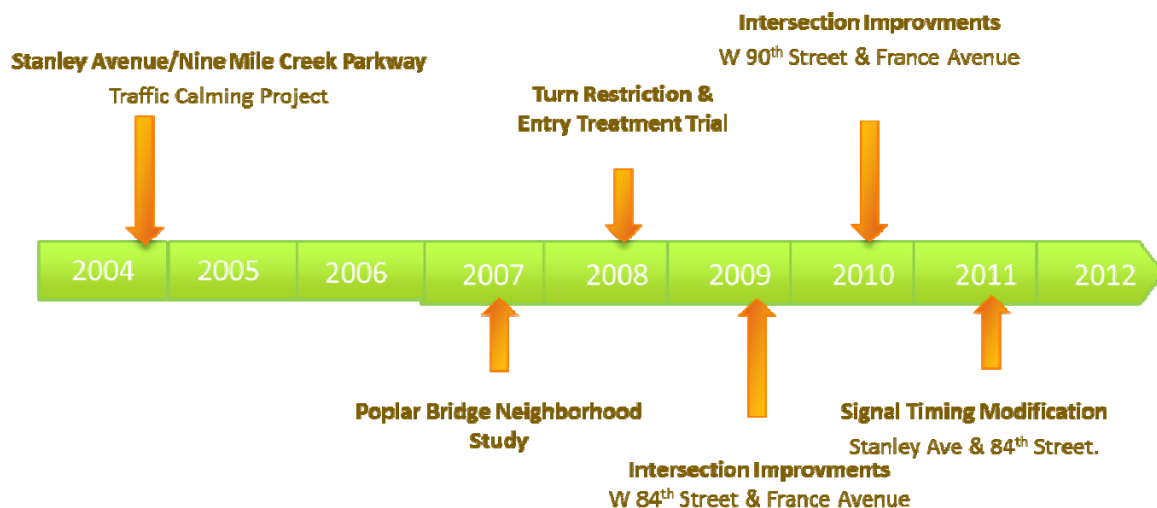 Intersection Improvments
W 90th Street & France Avenue
Stanley Avenue/Nine Mile Creek Parkway
Traffic Calming Project
Turn Restriction &
Entry Treatment Trial
2004 2005 2006 2007 2008 2009 2010 2011 2012
Poplar Bridge Neighborhood
Study
Signal Timing Modification
Stanley Ave & 84th Street.
Intersection Improvments
W 84th Street & France Avenue